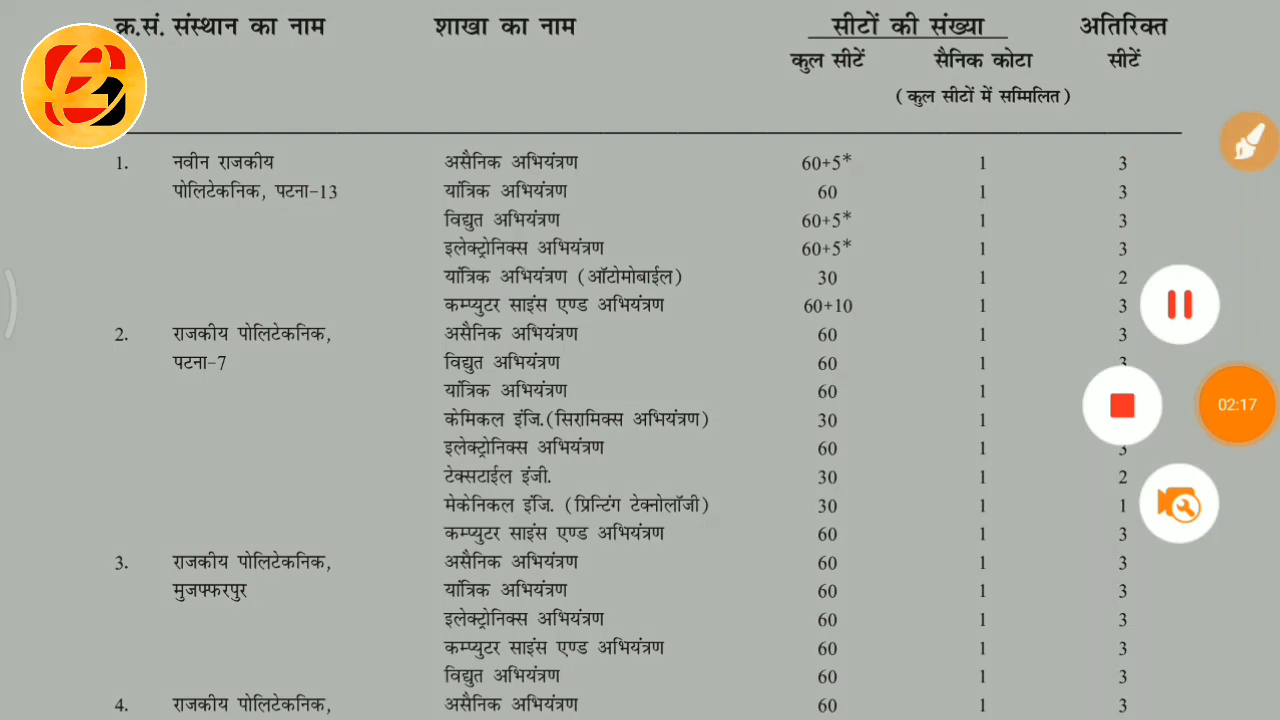 क्र.सं. संस्थान का नाम शाखा का नाम सीटों की संख्या अतिरिक्त
कुल सीटें सैनिक कोटा सीटें
(कुल सीटों में सम्मिलित)
1. नवीन राजकीय असैनिक अभियंत्रण 60+5* 1 3
पोलिटेकनिक, पटना-13 यांत्रिक अभियंत्रण 60 1 3
विद्युत अभियंत्रण 60+5* 1 3
इलेक्ट्रोनिक्स अभियंत्रण 60+5* 1 3
यांत्रिक अभियंत्रण (ऑटोमोबाईल) 30 1 2
कम्प्युटर साइंस एण्ड अभियंत्रण 60+10 1 3
2. राजकीय पोलिटेकनिक, असैनिक अभियंत्रण 60 1 3
पटना-7 विद्युत अभियंत्रण 60 1 3
यांत्रिक अभियंत्रण 60 1
केमिकल इंजि.(सिरामिक्स अभियंत्रण) 30 1
02:17
इलेक्ट्रोनिक्स अभियंत्रण 60 1 3
टेक्सटाईल इंजी. 30 1 2
मेकेनिकल इंजि. (प्रिन्टिंग टेक्नोलॉजी) 30 1 1
कम्प्युटर साइंस एण्ड अभियंत्रण 60 1 3
3. राजकीय पोलिटेकनिक, असैनिक अभियंत्रण 60 1 3
मुजफ्फरपुर यांत्रिक अभियंत्रण 60 1 3
इलेक्ट्रोनिक्स अभियंत्रण 60 1 3
कम्प्युटर साइंस एण्ड अभियंत्रण 60 1 3
विद्युत अभियंत्रण 60 1 3
4. राजकीय पोलिटेकनिक, असैनिक अभियंत्रण 60 1 3